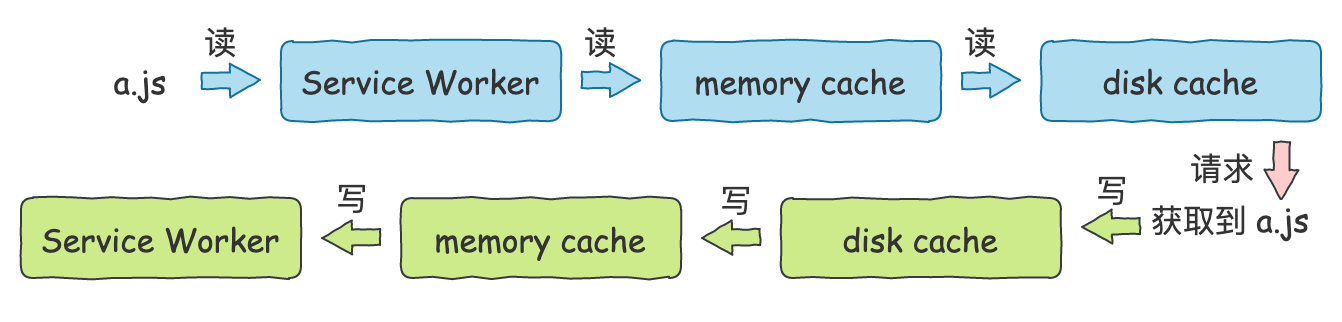 读 读 读
a.js Service Worker memory cache disk cache
请求
写 写 写
获取到 a.js
Service Worker memory cache disk cache